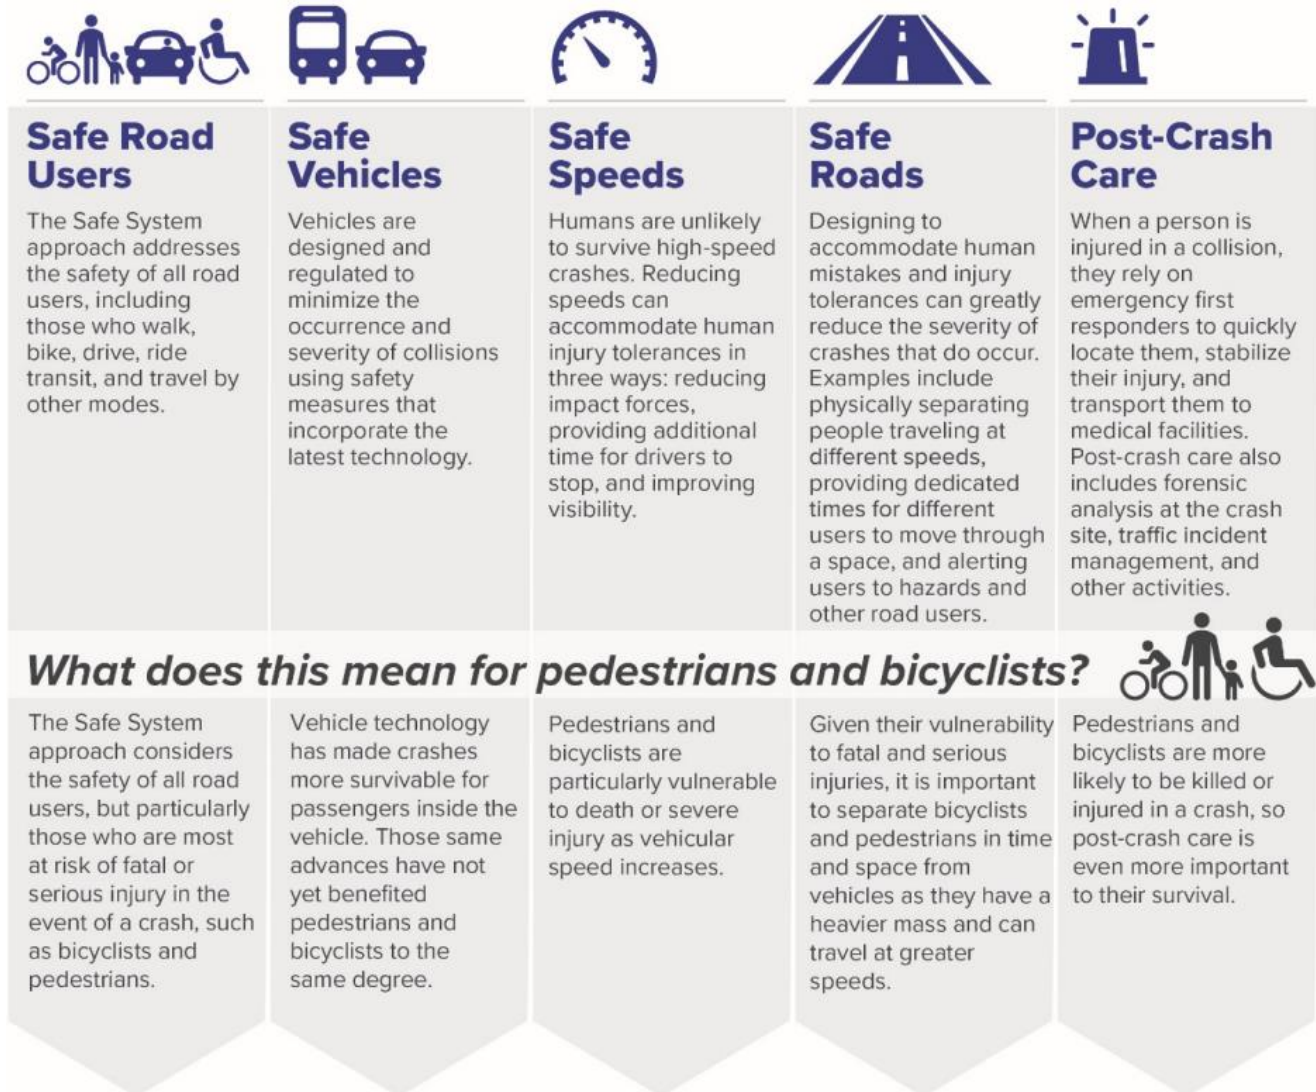 Safe Road
Users
The Safe System
approach addresses
the safety of all road
users, including
those who walk,
bike, drive, ride
transit, and travel by
other modes.
Safe
Vehicles
Vehicles are
designed and
regulated to
minimize the
occurrence and
severity of collisions
using safety
measures that
incorporate the
latest technology.
Safe
Speeds
Humans are unlikely
to survive high-speed
crashes. Reducing
speeds can
accommodate human
injury tolerances in
three ways: reducing
impact forces,
providing additional
time for drivers to
stop, and improving
visibility.
Safe
Roads
Designing to
accommodate human
mistakes and injury
tolerances can greatly
reduce the severity of
crashes that do occur.
Examples include
physically separating
people traveling at
different speeds,
providing dedicated
times for different
users to move through
a space, and alerting
users to hazards and
other road users.
Post-Crash
Care
When a person is
injured in a collision,
they rely on
emergency first
responders to quickly
locate them, stabilize
their injury, and
transport them to
medical facilities.
Post-crash care also
includes forensic
analysis at the crash
site, traffic incident
management, and
other activities.
What does this mean for pedestrians and bicyclists?
The Safe System
approach considers
the safety of all road
users, but particularly
those who are most
at risk of fatal or
serious injury in the
event of a crash, such
as bicyclists and
pedestrians.
Vehicle technology
has made crashes
more survivable for
passengers inside the
vehicle. Those same
advances have not
yet benefited
pedestrians and
bicyclists to the
same degree.
Pedestrians and
bicyclists are
particularly vulnerable
to death or severe
injury as vehicular
speed increases.
Given their vulnerability
to fatal and serious
injuries, it is important
to separate bicyclists
and pedestrians in time
and space from
vehicles as they have a
heavier mass and can
travel at greater
speeds.
Pedestrians and
bicyclists are more
likely to be killed or
injured in a crash, so
post-crash care is
even more important
to their survival.